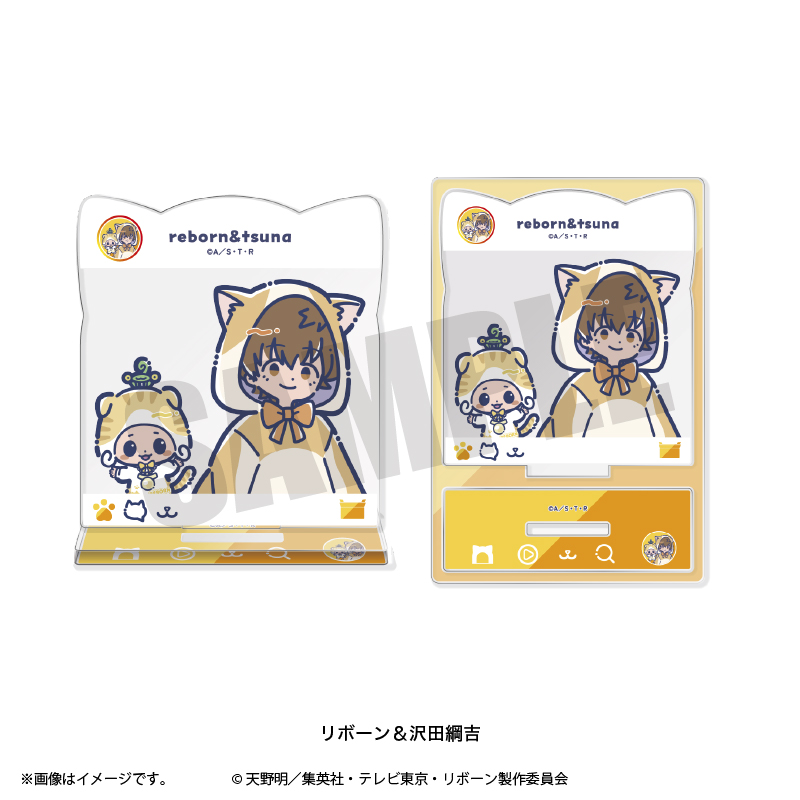 reborn&tsuna
©A/S・T・R
reborn&tsuna
©A/S・T・R
SAMPLE
©A/S・T・R
リボーン＆沢田綱吉
※画像はイメージです。
© 天野明／集英社・テレビ東京・リボーン製作委員会